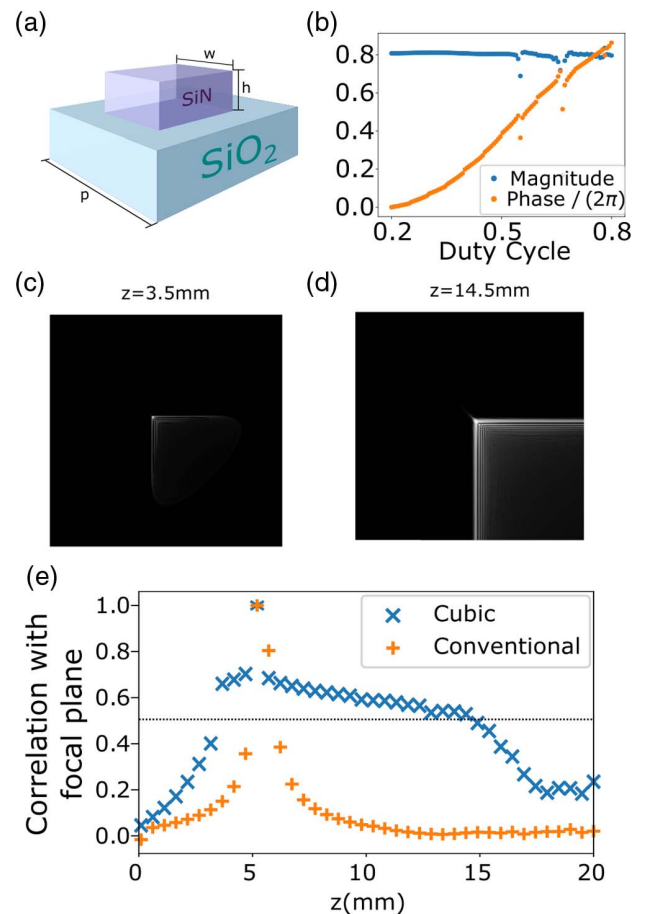 (a)
w
h
SiN
SiO2
p
(b)
0.8
0.6
0.4
0.2
0.0
Magnitude
Phase / (2π)
0.2 0.5 0.8
Duty Cycle
(c)
z=3.5mm
(d)
z=14.5mm
(e)
Correlation with
focal plane
1.0
0.8
0.6
0.4
0.2
0.0
Cubic
Conventional
0 5 10 15 20
z(mm)